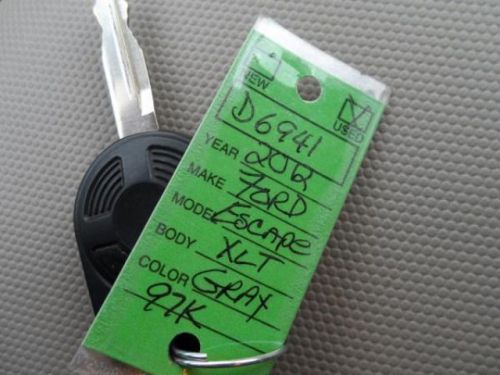 NEW USED
D6941
YEAR 2012
MAKE FORD
MODEL ESCAPE
BODY XLT
COLOR GRAY
97K